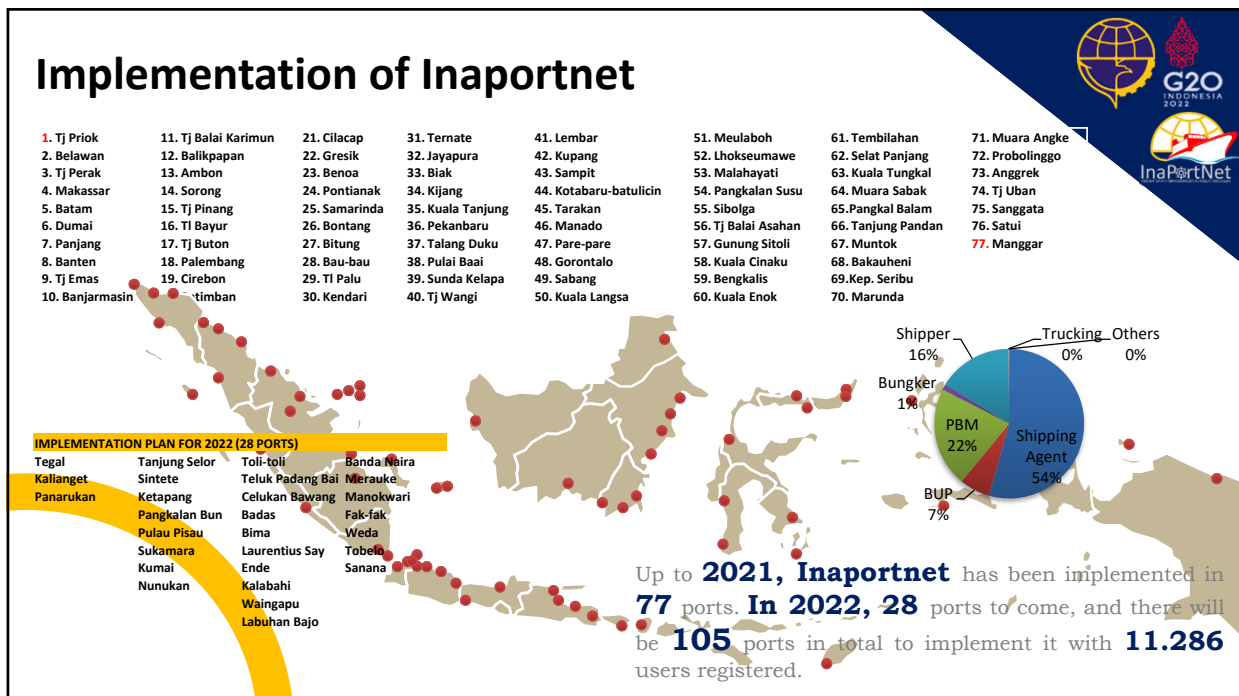 Implementation of Inaportnet
G20
INDONESIA
2022
InaPortNet
1. Tj Priok
2. Belawan
3. Tj Perak
4. Makassar
5. Batam
6. Dumai
7. Panjang
8. Banten
9. Tj Emas
10. Banjarmasin
11. Tj Balai Karimun
12. Balikpapan
13. Ambon
14. Sorong
15. Tj Pinang
16. Tl Bayur
17. Tj Buton
18. Palembang
19. Cirebon
21. Cilacap
22. Gresik
23. Benoa
24. Pontianak
25. Samarinda
26. Bontang
27. Bitung
28. Bau-bau
29. Tl Palu
30. Kendari
31. Ternate
32. Jayapura
33. Biak
34. Kijang
35. Kuala Tanjung
36. Pekanbaru
37. Talang Duku
38. Pulai Baai
39. Sunda Kelapa
40. Tj Wangi
41. Lembar
42. Kupang
43. Sampit
44. Kotabaru-batulicin
45. Tarakan
46. Manado
47. Pare-pare
48. Gorontalo
49. Sabang
50. Kuala Langsa
51. Meulaboh
52. Lhokseumawe
53. Malahayati
54. Pangkalan Susu
55. Sibolga
56. Tj Balai Asahan
57. Gunung Sitoli
58. Kuala Cinaku
59. Bengkalis
60. Kuala Enok
61. Tembilahan
62. Selat Panjang
63. Kuala Tungkal
64. Muara Sabak
65. Pangkal Balam
66. Tanjung Pandan
67. Muntok
68. Bakauheni
69. Kep. Seribu
70. Marunda
71. Muara Angke
72. Probolinggo
73. Anggrek
74. Tj Uban
75. Sanggata
76. Satui
77. Manggar
Shipper
16%
Trucking
0%
Others
0%
Bungker
1%
PBM
22%
Shipping
Agent
54%
BUP
7%
IMPLEMENTATION PLAN FOR 2022 (28 PORTS)
Tegal
Kalianget
Panarukan
Tanjung Selor
Sintete
Ketapang
Pangkalan Bun
Pulau Pisau
Sukamara
Kumai
Nunukan
Toli-toli
Teluk Padang Bai
Celukan Bawang
Badas
Bima
Laurentius Say
Ende
Kalabahi
Waingapu
Labuhan Bajo
Banda Naira
Merauke
Manokwari
Fak-fak
Weda
Tobelo
Sanana
Up to 2021, Inaportnet has been implemented in
77 ports. In 2022, 28 ports to come, and there will
be 105 ports in total to implement it with 11.286
users registered.